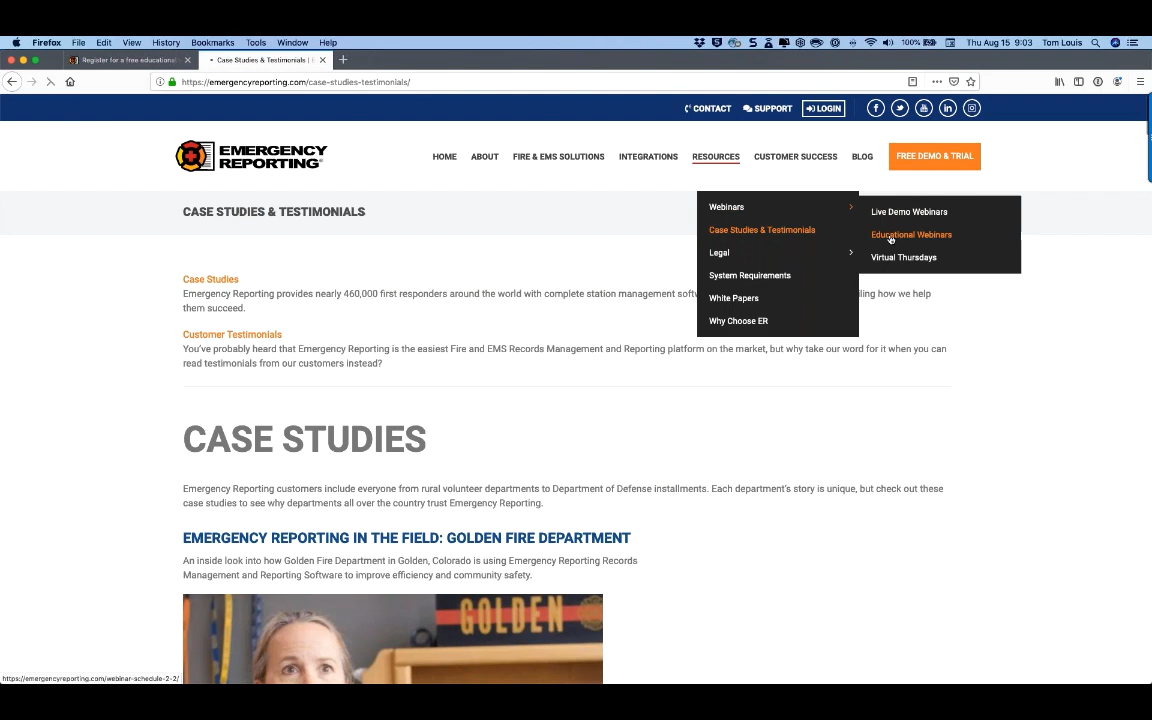 Firefox File Edit View History Bookmarks Tools Window Help 100% Thu Aug 15 9:03 Tom Louis
Register for a free educational
Case Studies & Testimonials | E
https://emergencyreporting.com/case-studies-testimonials/
CONTACT SUPPORT LOGIN
EMERGENCY
REPORTING
HOME ABOUT FIRE & EMS SOLUTIONS INTEGRATIONS RESOURCES CUSTOMER SUCCESS BLOG FREE DEMO & TRIAL
CASE STUDIES & TESTIMONIALS
Webinars
Case Studies & Testimonials
Legal
System Requirements
White Papers
Why Choose ER
Live Demo Webinars
Educational Webinars
Virtual Thursdays
Case Studies
Emergency Reporting provides nearly 460,000 first responders around the world with complete station management softw iling how we help
them succeed.
Customer Testimonials
You've probably heard that Emergency Reporting is the easiest Fire and EMS Records Management and Reporting platform on the market, but why take our word for it when you can
read testimonials from our customers instead?
CASE STUDIES
Emergency Reporting customers include everyone from rural volunteer departments to Department of Defense installments. Each department's story is unique, but check out these
case studies to see why departments all over the country trust Emergency Reporting.
EMERGENCY REPORTING IN THE FIELD: GOLDEN FIRE DEPARTMENT
An inside look into how Golden Fire Department in Golden, Colorado is using Emergency Reporting Records
Management and Reporting Software to improve efficiency and community safety.
GOLDEN
https://emergencyreporting.com/webinar-schedule-2-2/